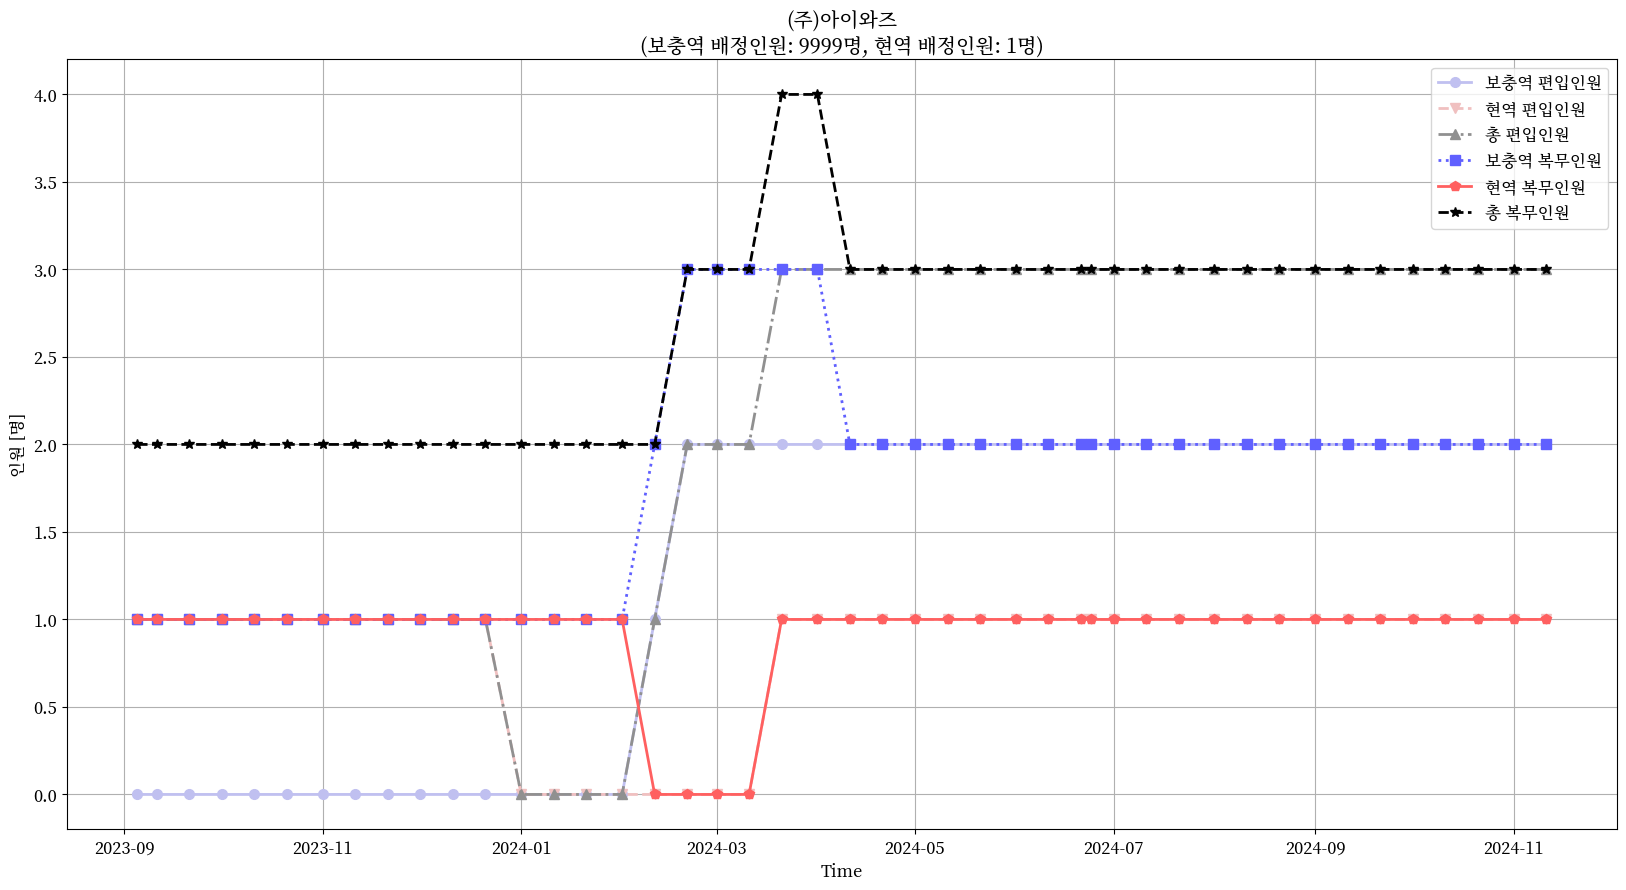 (주)아이와즈
(보충역 배정인원: 9999명, 현역 배정인원: 1명)
보충역 편입인원
현역 편입인원
총 편입인원
보충역 복무인원
현역 복무인원
총 복무인원
인원 [명]
4.0
3.5
3.0
2.5
2.0
1.5
1.0
0.5
0.0
2023-09 2023-11 2024-01 2024-03 2024-05 2024-07 2024-09 2024-11
Time